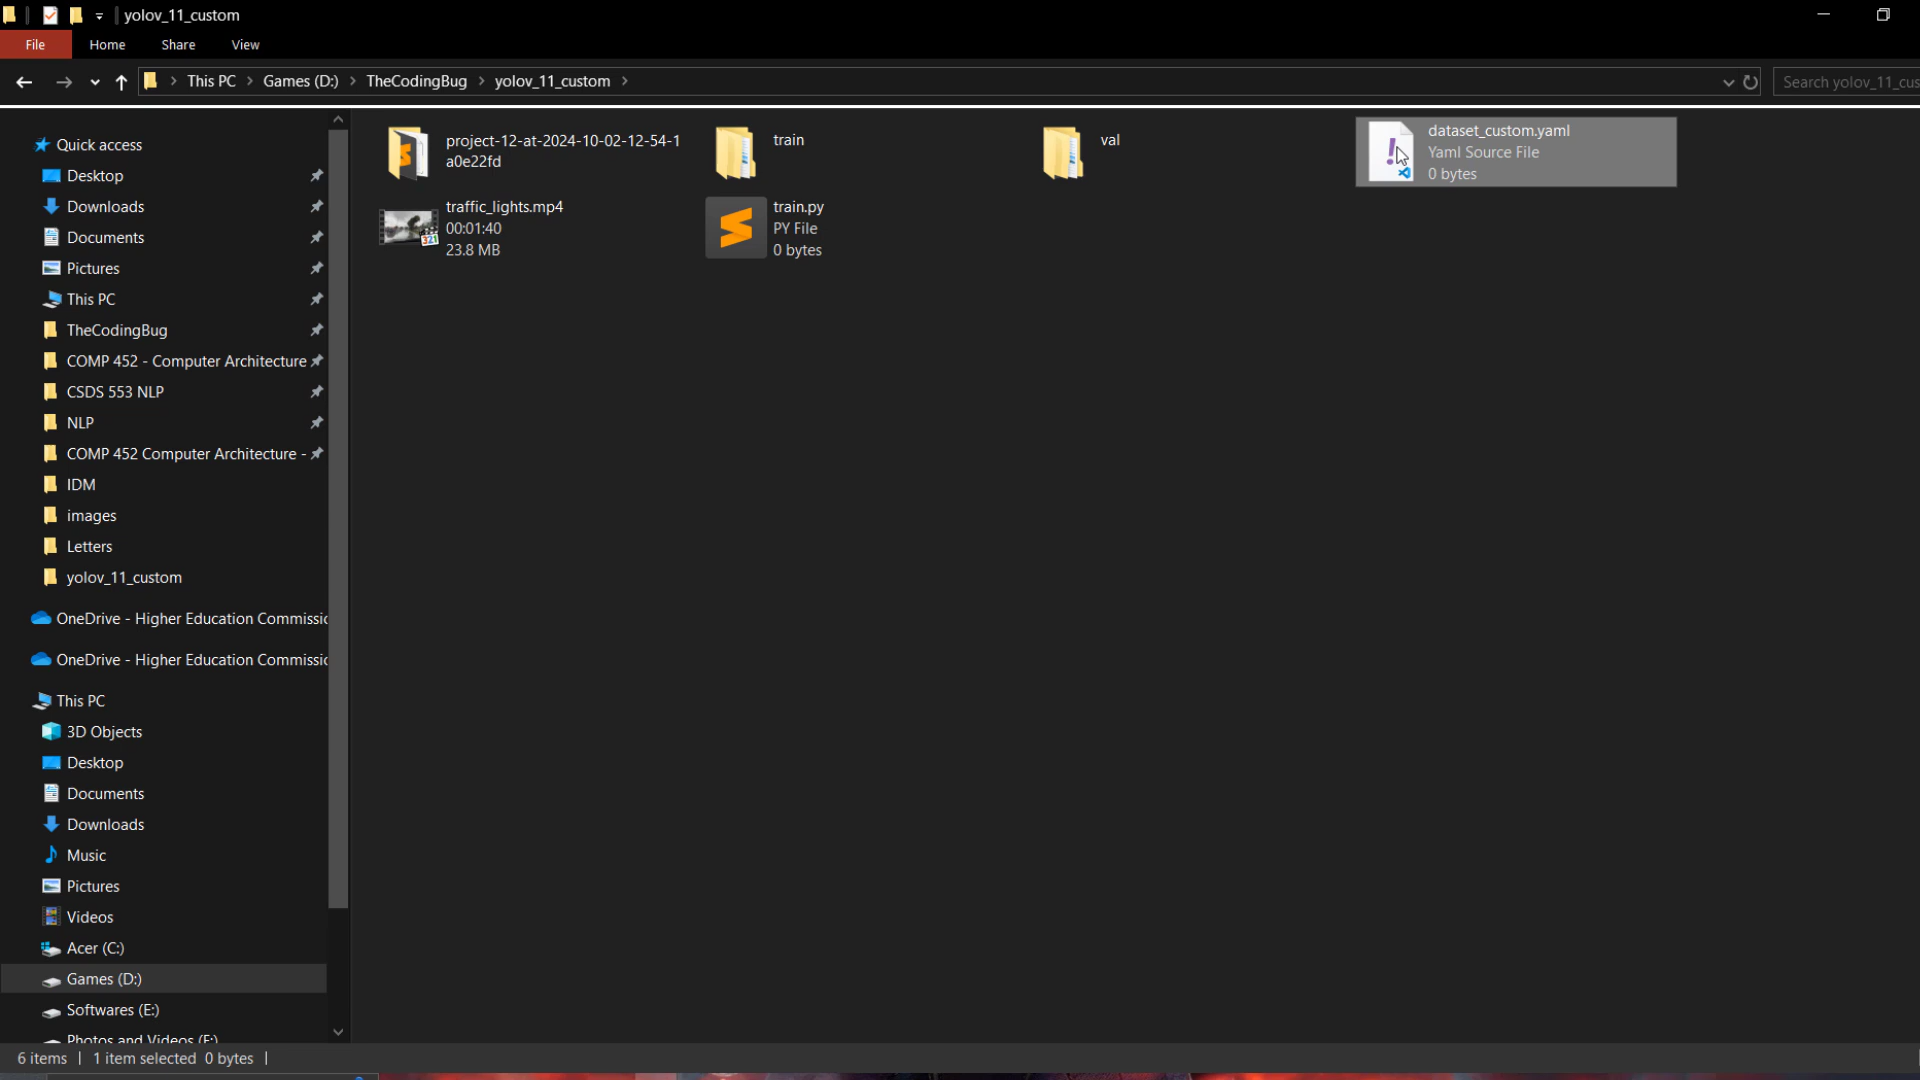 yolov_11_custom
File Home Share View
This PC Games (D:) TheCodingBug yolov_11_custom
Search yolov_11_cus
Quick access
Desktop
Downloads
Documents
Pictures
This PC
TheCodingBug
COMP 452 - Computer Architecture
CSDS 553 NLP
NLP
COMP 452 Computer Architecture -
IDM
images
Letters
yolov_11_custom
OneDrive - Higher Education Commissic
OneDrive - Higher Education Commissic
This PC
3D Objects
Desktop
Documents
Downloads
Music
Pictures
Videos
Acer (C:)
Games (D:)
Softwares (E:)
Photos and Videos (F:)
project-12-at-2024-10-02-12-54-1
a0e22fd
train
val
dataset_custom.yaml
Yaml Source File
0 bytes
traffic_lights.mp4
00:01:40
23.8 MB
321
train.py
PY File
0 bytes
6 items 1 item selected 0 bytes